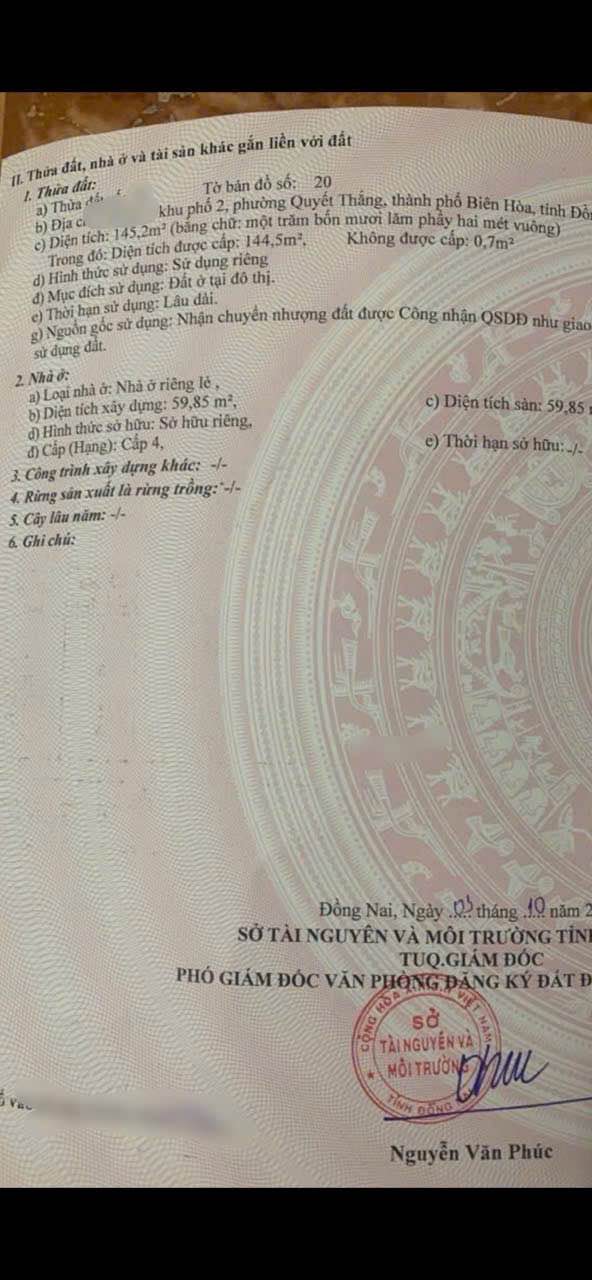 II. Thửa đất, nhà ở và tài sản khác gắn liền với đất
1. Thửa đất:
a) Thửa Tờ bản đồ số: 20
b) Địa khu phố 2, phường Quyết Thắng, thành phố Biên Hòa, tỉnh
c) Diện tích: 145,2m² (bằng chữ: một trăm bốn mươi lăm phẩy hai mét vuông)
Trong đó: Diện tích được cấp: 144,5m², Không được cấp: 0,7m²
d) Hình thức sử dụng: Sử dụng riêng
đ) Mục đích sử dụng: Đất ở tại đô thị.
e) Thời hạn sử dụng: Lâu dài.
g) Nguồn gốc sử dụng: Nhận chuyển nhượng đất được Công nhận QSDĐ như giao
sử dụng đất.
2. Nhà ở:
a) Loại nhà ở: Nhà ở riêng lẻ ,
b) Diện tích xây dựng: 59,85 m², c) Diện tích sàn: 59,85
d) Hình thức sở hữu: Sở hữu riêng,
đ) Cấp (Hạng): Cấp 4, e) Thời hạn sở hữu: -/-
3. Công trình xây dựng khác: -/-
4. Rừng sản xuất là rừng trồng: -/-
5. Cây lâu năm: -/-
6. Ghi chú:
Đồng Nai, Ngày 03 tháng 10 năm 2
SỞ TÀI NGUYÊN VÀ MÔI TRƯỜNG TỈN
TUQ.GIÁM ĐỐC
PHÓ GIÁM ĐỐC VĂN PHÒNG ĐĂNG KÝ ĐẤT Đ
CỘNG HÒA VIỆT NAM
SỞ
TÀI NGUYÊN VÀ
MÔI TRƯỜNG
TỈNH ĐỒNG
Nguyễn Văn Phúc